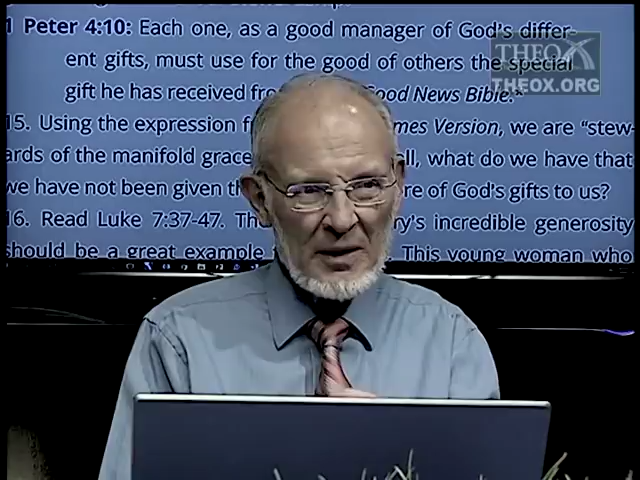 1 Peter 4:10: Each one, as a good manager of God's differ-
ent gifts, must use for the good of others the special
gift he has received Good News Bible.*
15. Using the expression mes Version, we are "stew-
ards of the manifold grace ll, what do we have that
we have not been given re of God's gifts to us?
16. Read Luke 7:37-47. ry's incredible generosity
should be a great example This young woman who
THEOX
THEOX.ORG